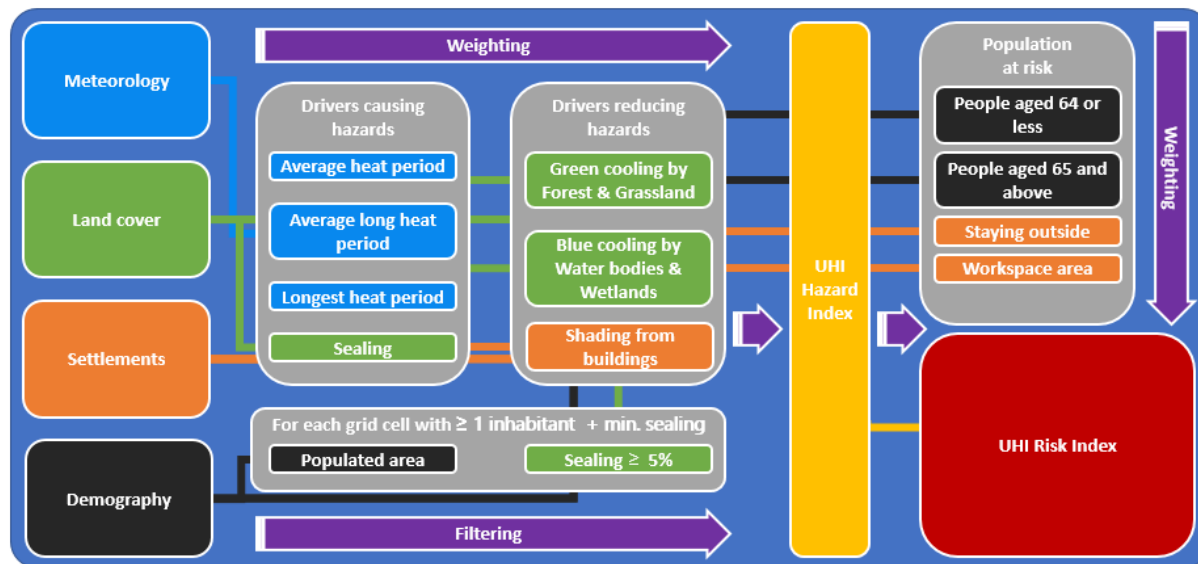 Meteorology
Land cover
Settlements
Demography
Weighting
Drivers causing
hazards
Average heat period
Average long heat
period
Longest heat period
Sealing
Drivers reducing
hazards
Green cooling by
Forest & Grassland
Blue cooling by
Water bodies &
Wetlands
Shading from
buildings
For each grid cell with ≥ 1 inhabitant + min. sealing
Populated area
Sealing ≥ 5%
Filtering
UHI
Hazard
Index
Population
at risk
People aged 64 or
less
People aged 65 and
above
Staying outside
Workspace area
Weighting
UHI Risk Index